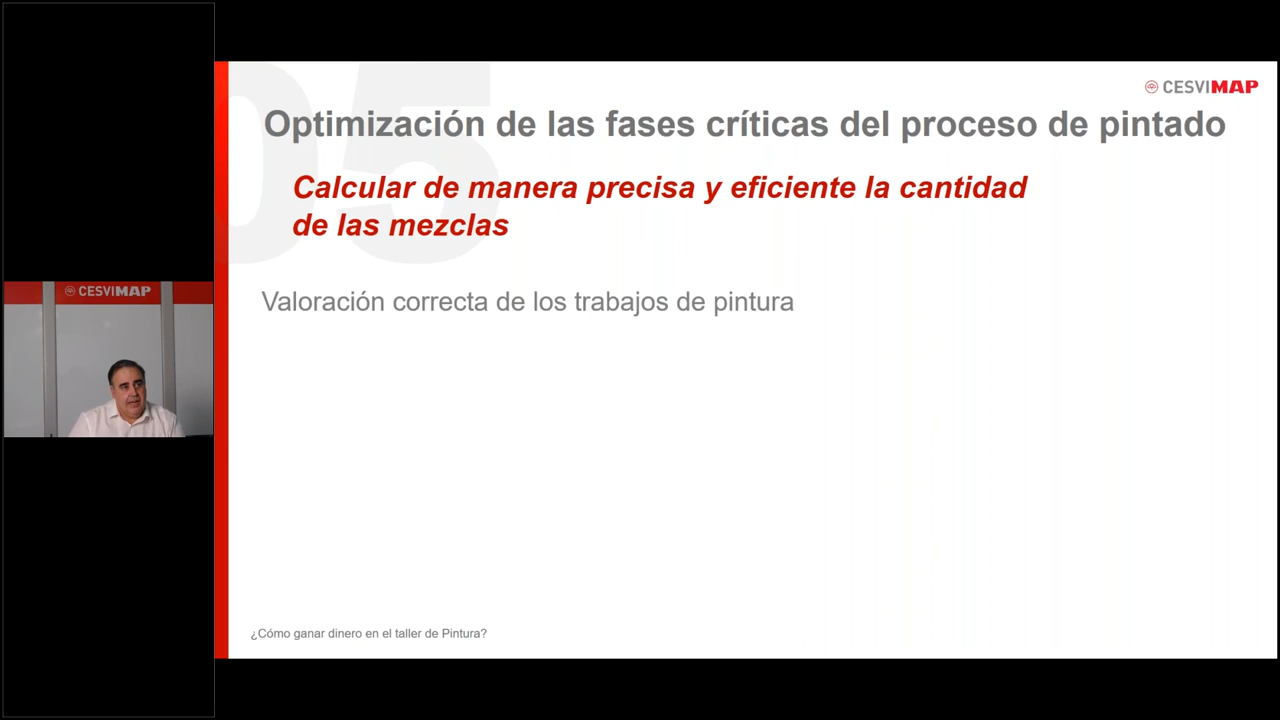 05
CESVIMAP
Optimización de las fases críticas del proceso de pintado
Calcular de manera precisa y eficiente la cantidad
de las mezclas
CESVIMAP
Valoración correcta de los trabajos de pintura
¿Cómo ganar dinero en el taller de Pintura?